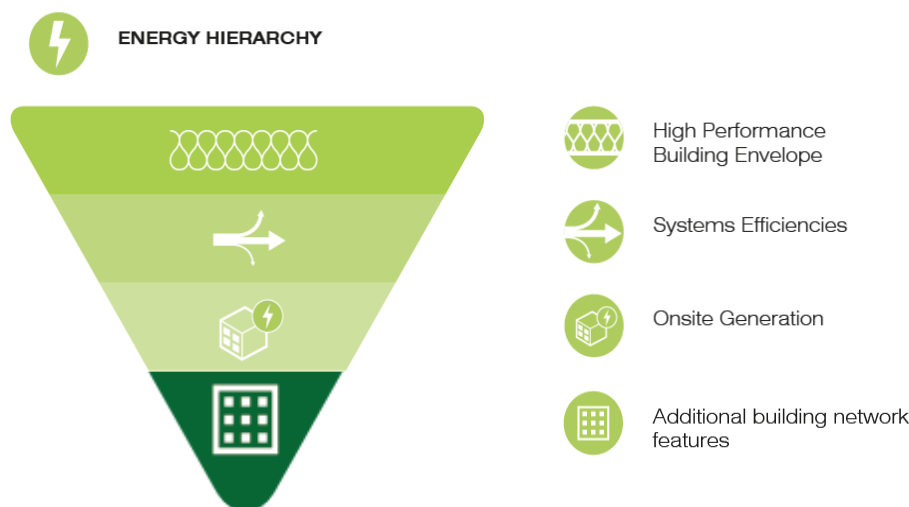 ENERGY HIERARCHY
High Performance
Building Envelope
Systems Efficiencies
Onsite Generation
Additional building network
features